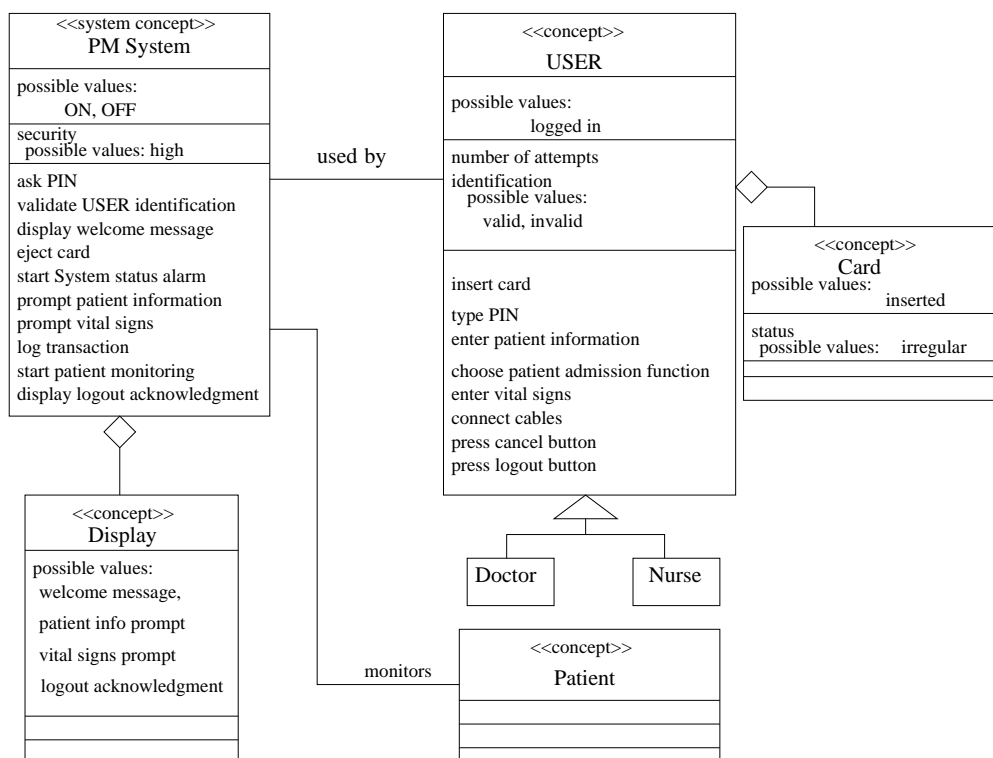 <<system concept>>
PM System
possible values:
ON, OFF
security
possible values: high
ask PIN
validate USER identification
display welcome message
eject card
start System status alarm
prompt patient information
prompt vital signs
log transaction
start patient monitoring
display logout acknowledgment
used by
<<concept>>
USER
possible values:
logged in
number of attempts
identification
possible values:
valid, invalid
insert card
type PIN
enter patient information
choose patient admission function
enter vital signs
connect cables
press cancel button
press logout button
<<concept>>
Card
possible values:
inserted
status
possible values: irregular
<<concept>>
Display
possible values:
welcome message,
patient info prompt
vital signs prompt
logout acknowledgment
Doctor
Nurse
monitors
<<concept>>
Patient